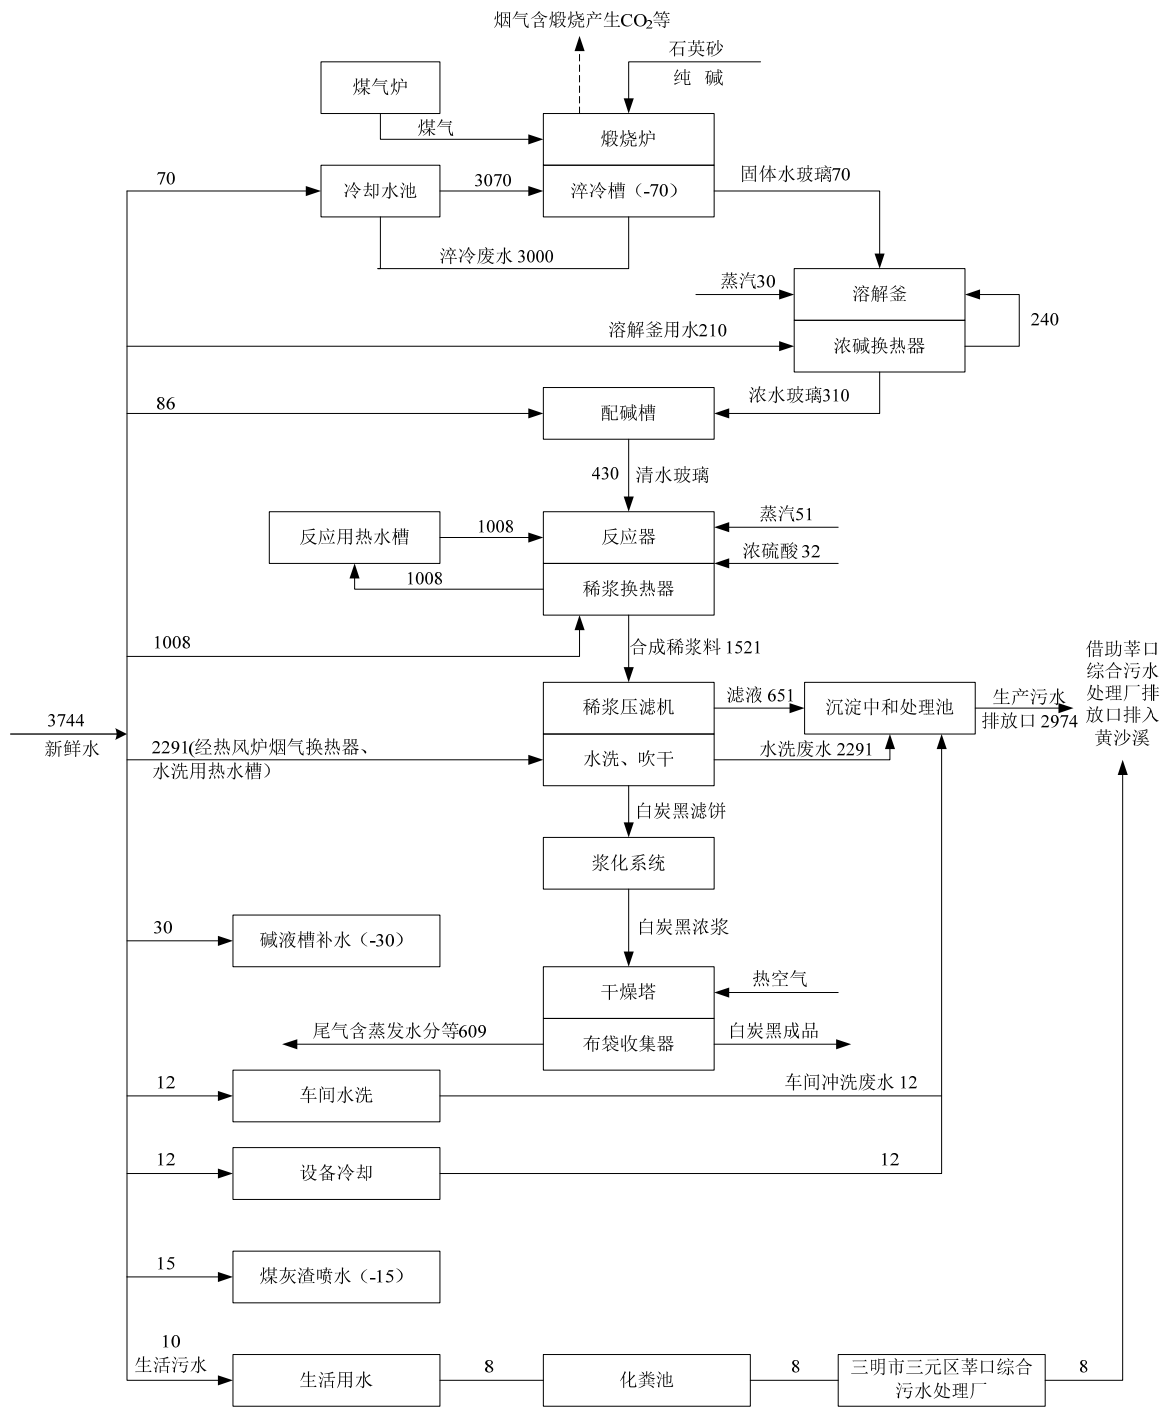 烟气含煅烧产生CO₂等
石英砂
纯 碱
煤气炉
煤气
煅烧炉
70
冷却水池
3070
淬冷槽（-70）
固体水玻璃70
淬冷废水 3000
蒸汽30
溶解釜
240
溶解釜用水210
浓碱换热器
86
配碱槽
浓水玻璃310
430
清水玻璃
反应用热水槽
1008
反应器
蒸汽51
浓硫酸 32
1008
稀浆换热器
1008
合成稀浆料 1521
借助莘口
综合污水
处理厂排
放口排入
黄沙溪
3744
新鲜水
稀浆压滤机
滤液 651
沉淀中和处理池
生产污水
排放口 2974
2291(经热风炉烟气换热器、
水洗用热水槽）
水洗、吹干
水洗废水 2291
白炭黑滤饼
浆化系统
白炭黑浓浆
30
碱液槽补水（-30）
干燥塔
热空气
尾气含蒸发水分等609
布袋收集器
白炭黑成品
12
车间水洗
车间冲洗废水 12
12
设备冷却
12
15
煤灰渣喷水（-15）
10
生活污水
生活用水
8
化粪池
8
三明市三元区莘口综合
污水处理厂
8